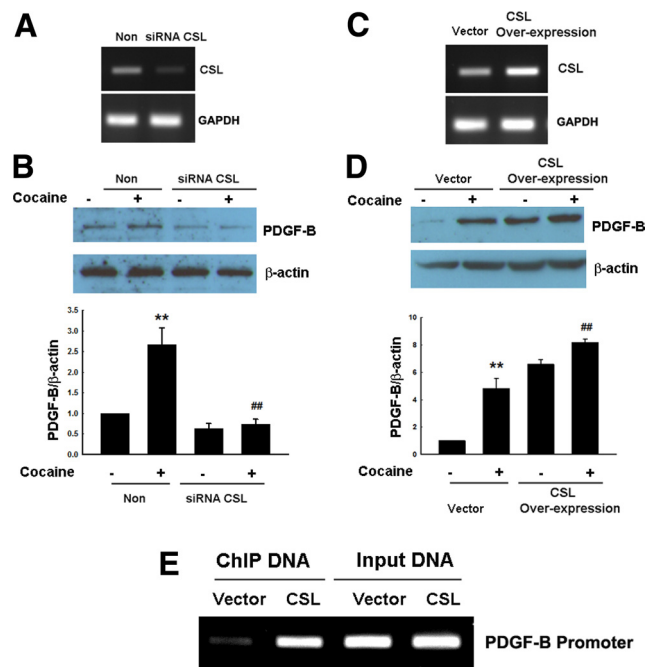 A
Non siRNA CSL
CSL
GAPDH
B
Non siRNA CSL
Cocaine - + - +
PDGF-B
β-actin
3.5
3.0
2.5
2.0
1.5
1.0
0.5
0.0
PDGF-B/β-actin
**
##
Cocaine - + - +
Non siRNA CSL
C
Vector CSL
Over-expression
CSL
GAPDH
D
CSL
Vector Over-expression
Cocaine - + - +
PDGF-B
β-actin
10
8
6
4
2
0
PDGF-B/β-actin
**
##
Cocaine - + - +
Vector CSL
Over-expression
E
ChIP DNA Input DNA
Vector CSL Vector CSL
PDGF-B Promoter